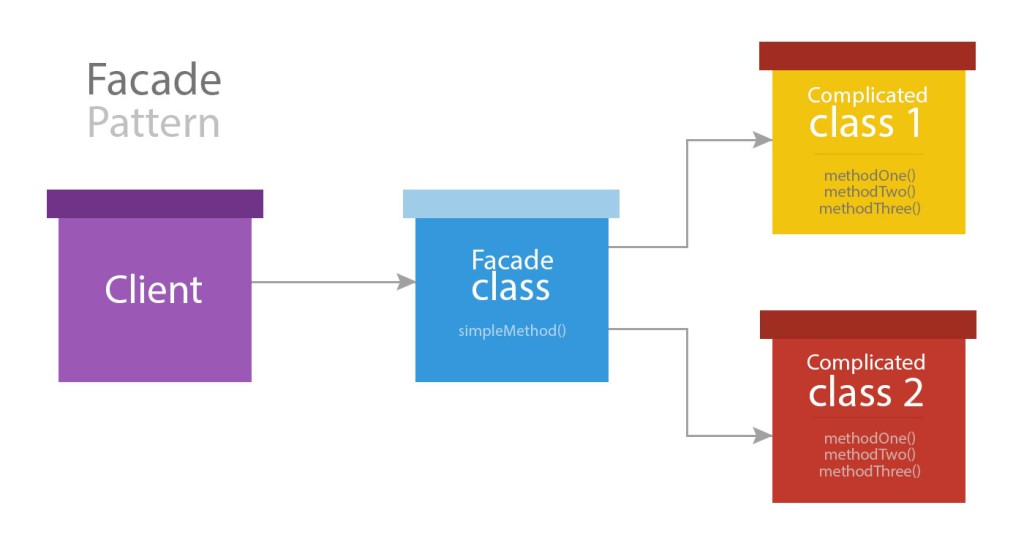 Facade
Pattern
Client
Facade
class
simpleMethod()
Complicated
class 1
methodOne()
methodTwo()
methodThree()
Complicated
class 2
methodOne()
methodTwo()
methodThree()